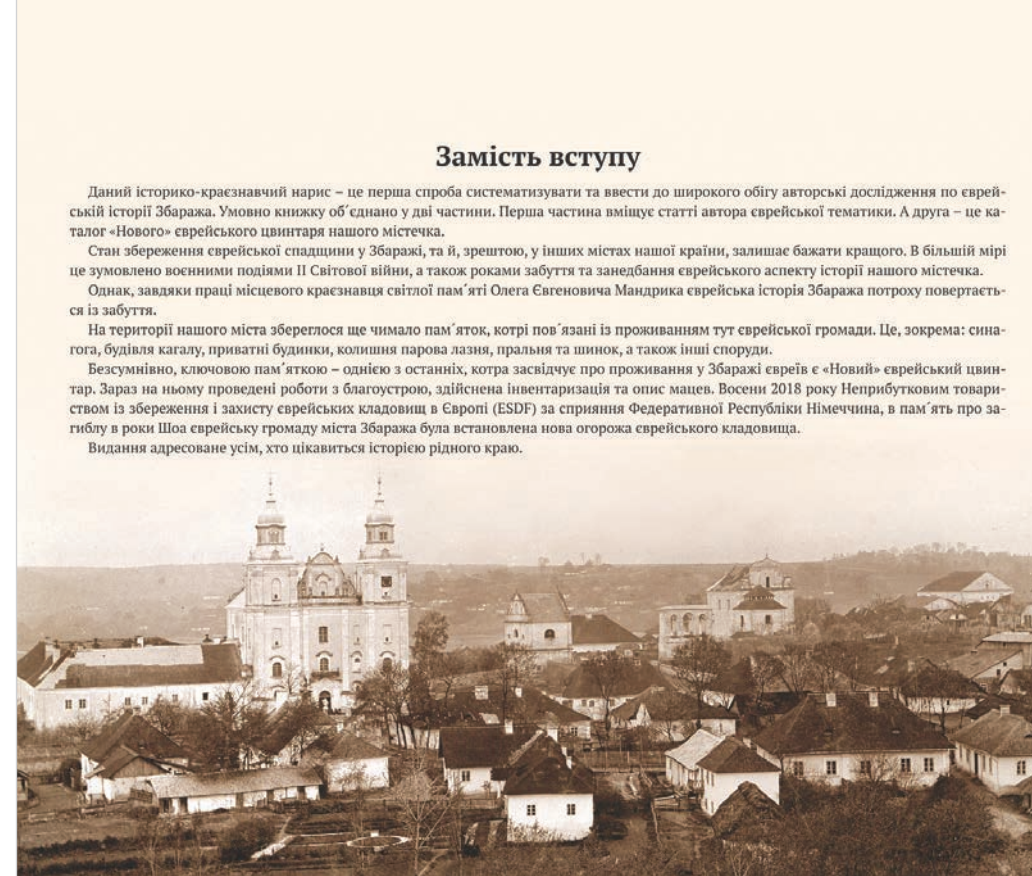 Замість вступу
Даний історико-краєзнавчий нарис – це перша спроба систематизувати та ввести до широкого обігу авторські дослідження по єврей-
ській історії Збаража. Умовно книжку об´єднано у дві частини. Перша частина вміщує статті автора єврейської тематики. А друга – це ка-
талог «Нового» єврейського цвинтаря нашого містечка.
Стан збереження єврейської спадщини у Збаражі, та й, зрештою, у інших містах нашої країни, залишає бажати кращого. В більшій мірі
це зумовлено воєнними подіями ІІ Світової війни, а також роками забуття та занедбання єврейського аспекту історії нашого містечка.
Однак, завдяки праці місцевого краєзнавця світлої пам´яті Олега Євгеновича Мандрика єврейська історія Збаража потроху повертаєть-
ся із забуття.
На території нашого міста збереглося ще чимало пам´яток, котрі пов´язані із проживанням тут єврейської громади. Це, зокрема: сина-
гога, будівля кагалу, приватні будинки, колишня парова лазня, пральня та шинок, а також інші споруди.
Безсумнівно, ключовою пам´яткою – однією з останніх, котра засвідчує про проживання у Збаражі євреїв є «Новий» єврейський цвин-
тар. Зараз на ньому проведені роботи з благоустрою, здійснена інвентаризація та опис мацев. Восени 2018 року Неприбутковим товари-
ством із збереження і захисту єврейських кладовищ в Європі (ESDF) за сприяння Федеративної Республіки Німеччина, в пам´ять про за-
гиблу в роки Шоа єврейську громаду міста Збаража була встановлена нова огорожа єврейського кладовища.
Видання адресоване усім, хто цікавиться історією рідного краю.